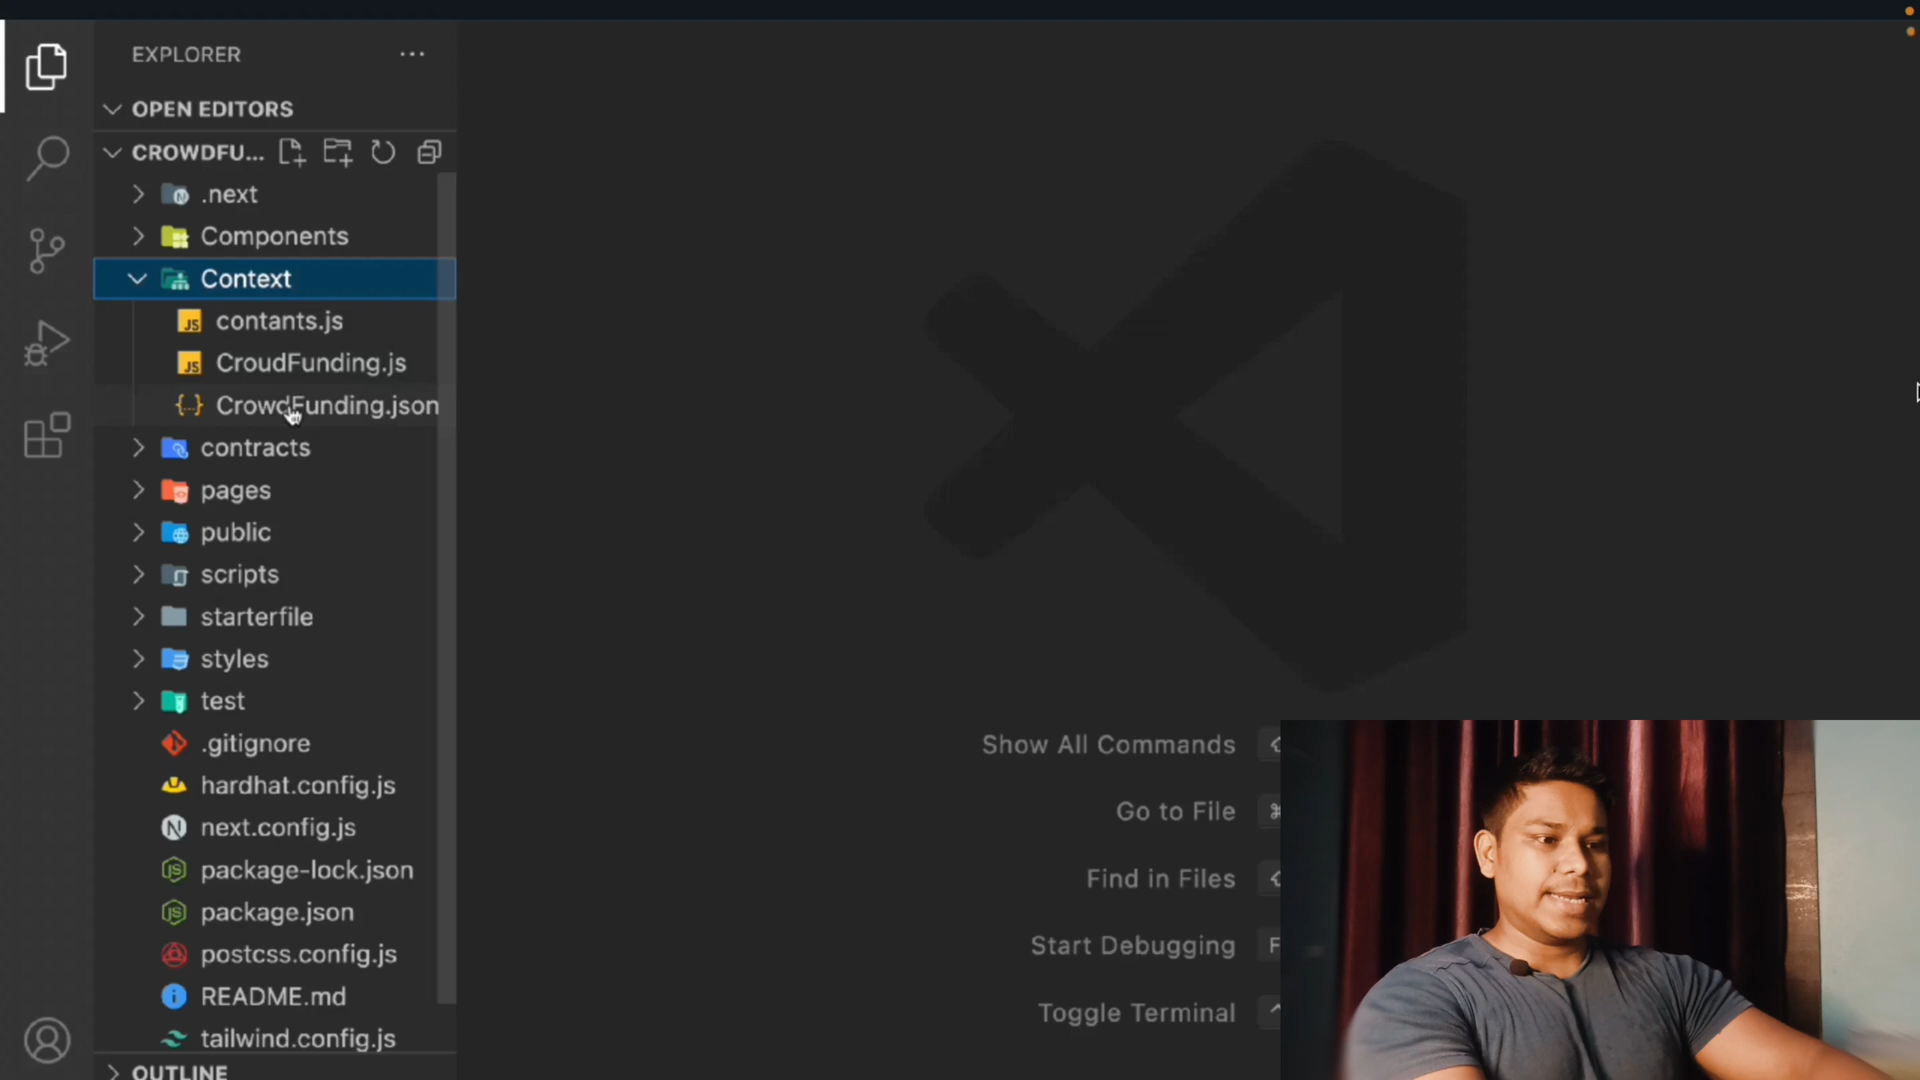 EXPLORER
OPEN EDITORS
CROWDFU...
.next
Components
Context
contants.js
CroudFunding.js
CrowdFunding.json
contracts
pages
public
scripts
starterfile
styles
test
.gitignore
hardhat.config.js
next.config.js
package-lock.json
package.json
postcss.config.js
README.md
tailwind.config.js
OUTLINE
Show All Commands
Go to File
Find in Files
Start Debugging F
Toggle Terminal